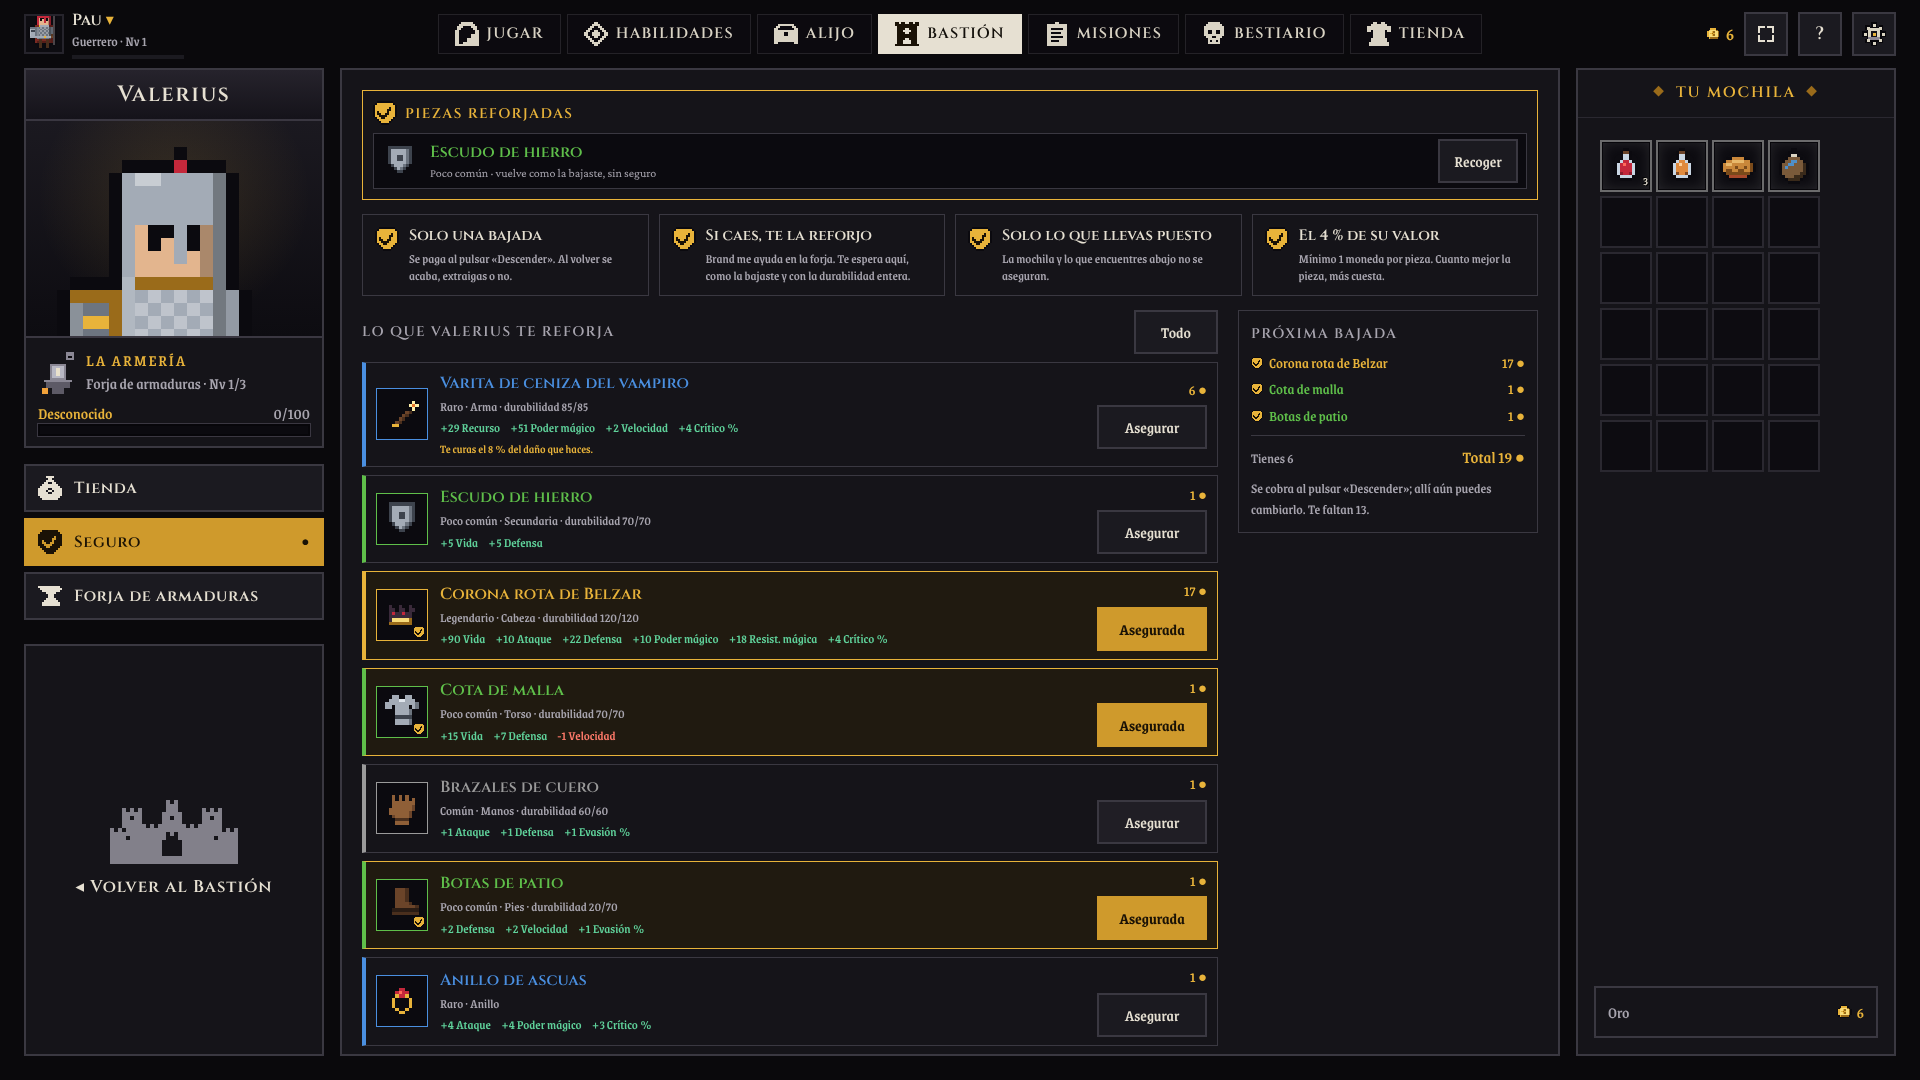 Pau ▾
Guerrero · Nv 1
JUGAR
HABILIDADES
ALIJO
BASTIÓN
MISIONES
BESTIARIO
TIENDA
6
?
VALERIUS
LA ARMERÍA
Forja de armaduras · Nv 1/3
Desconocido 0/100
TIENDA
SEGURO
FORJA DE ARMADURAS
◂ VOLVER AL BASTIÓN
PIEZAS REFORJADAS
ESCUDO DE HIERRO
Poco común · vuelve como la bajaste, sin seguro
Recoger
SOLO UNA BAJADA
Se paga al pulsar «Descender». Al volver se
acaba, extraigas o no.
SI CAES, TE LA REFORJO
Brand me ayuda en la forja. Te espera aquí,
como la bajaste y con la durabilidad entera.
SOLO LO QUE LLEVAS PUESTO
La mochila y lo que encuentres abajo no se
aseguran.
EL 4 % DE SU VALOR
Mínimo 1 moneda por pieza. Cuanto mejor la
pieza, más cuesta.
LO QUE VALERIUS TE REFORJA
Todo
VARITA DE CENIZA DEL VAMPIRO
Raro · Arma · durabilidad 85/85
+29 Recurso +51 Poder mágico +2 Velocidad +4 Crítico %
Te curas el 8 % del daño que haces.
6
Asegurar
ESCUDO DE HIERRO
Poco común · Secundaria · durabilidad 70/70
+5 Vida +5 Defensa
1
Asegurar
CORONA ROTA DE BELZAR
Legendario · Cabeza · durabilidad 120/120
+90 Vida +10 Ataque +22 Defensa +10 Poder mágico +18 Resist. mágica +4 Crítico %
17
Asegurada
COTA DE MALLA
Poco común · Torso · durabilidad 70/70
+15 Vida +7 Defensa -1 Velocidad
1
Asegurada
BRAZALES DE CUERO
Común · Manos · durabilidad 60/60
+1 Ataque +1 Defensa +1 Evasión %
1
Asegurar
BOTAS DE PATIO
Poco común · Pies · durabilidad 20/70
+2 Defensa +2 Velocidad +1 Evasión %
1
Asegurada
ANILLO DE ASCUAS
Raro · Anillo
+4 Ataque +4 Poder mágico +3 Crítico %
1
Asegurar
PRÓXIMA BAJADA
Corona rota de Belzar 17
Cota de malla 1
Botas de patio 1
Tienes 6 Total 19
Se cobra al pulsar «Descender»; allí aún puedes
cambiarlo. Te faltan 13.
TU MOCHILA
3
Oro 6